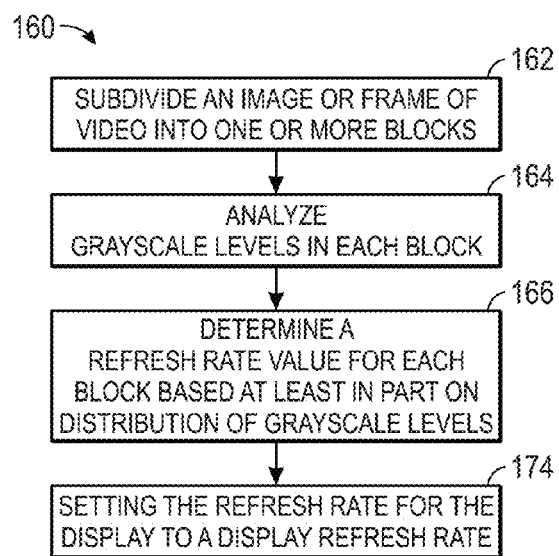 160
162
SUBDIVIDE AN IMAGE OR FRAME OF
VIDEO INTO ONE OR MORE BLOCKS
164
ANALYZE
GRAYSCALE LEVELS IN EACH BLOCK
166
DETERMINE A
REFRESH RATE VALUE FOR EACH
BLOCK BASED AT LEAST IN PART ON
DISTRIBUTION OF GRAYSCALE LEVELS
174
SETTING THE REFRESH RATE FOR THE
DISPLAY TO A DISPLAY REFRESH RATE